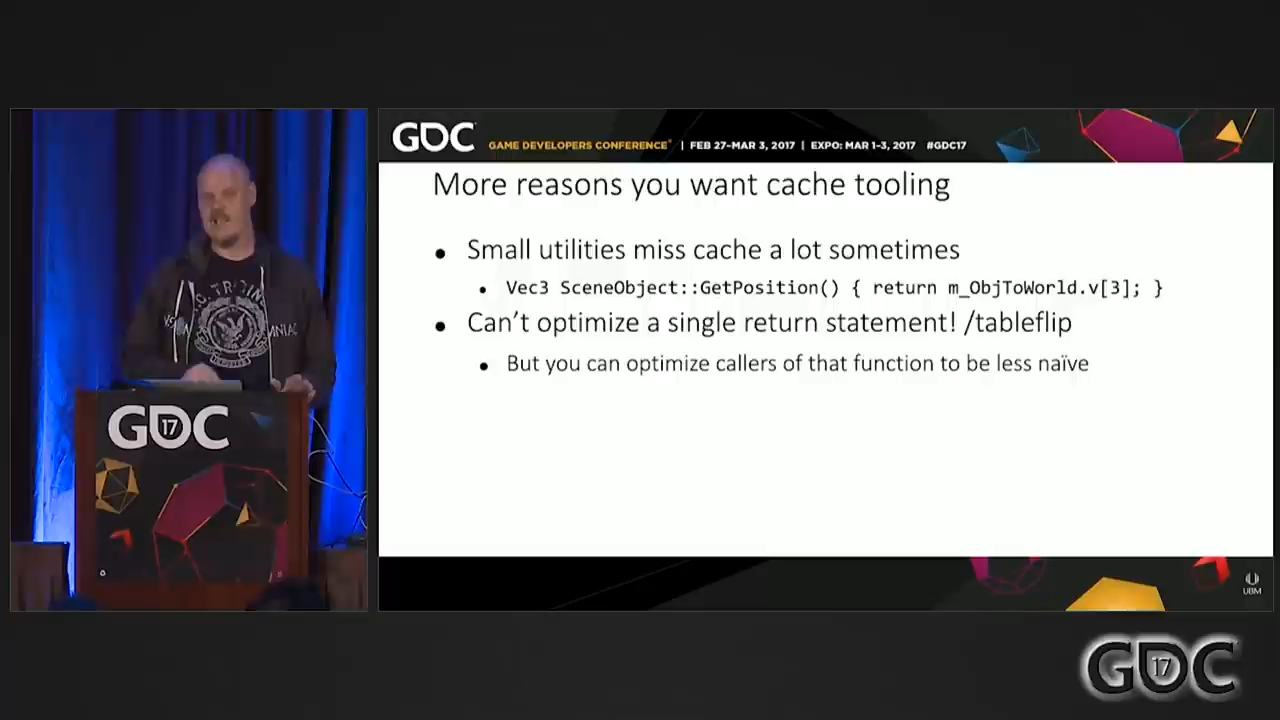 GDC GAME DEVELOPERS CONFERENCE® | FEB 27-MAR 3, 2017 | EXPO: MAR 1-3, 2017 #GDC17
More reasons you want cache tooling
• Small utilities miss cache a lot sometimes
• Vec3 SceneObject::GetPosition() { return m_ObjToWorld.v[3]; }
• Can't optimize a single return statement! /tableflip
• But you can optimize callers of that function to be less naïve
GDC 17
UBM
GDC 17